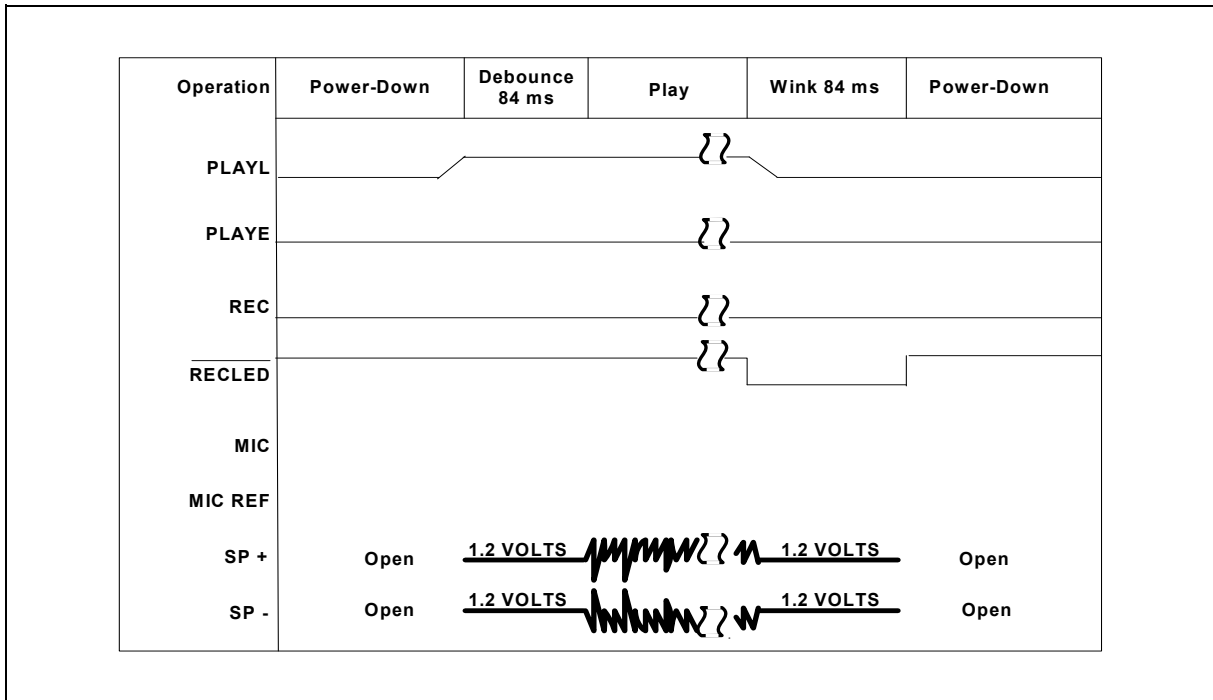 Operation Power-Down Debounce 84 ms Play Wink 84 ms Power-Down
PLAYL
PLAYE
REC
RECLED
MIC
MIC REF
SP + Open 1.2 VOLTS 1.2 VOLTS Open
SP - Open 1.2 VOLTS 1.2 VOLTS Open